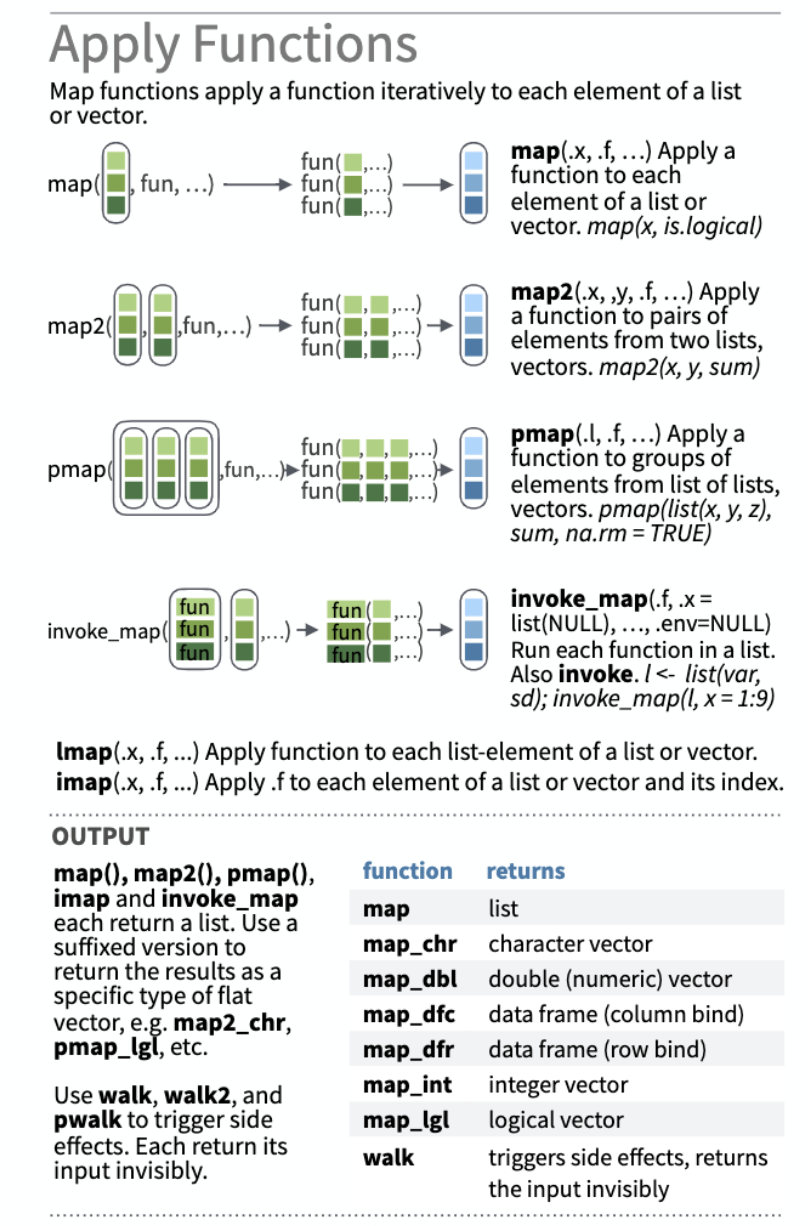 Apply Functions
Map functions apply a function iteratively to each element of a list
or vector.
map( , fun, …)
fun( ,…)
fun( ,…)
fun( ,…)
map(.x, .f, …) Apply a
function to each
element of a list or
vector. map(x, is.logical)
map2( , ,fun,…)
fun( , ,…)
fun( , ,…)
fun( , ,…)
map2(.x, ,y, .f, …) Apply
a function to pairs of
elements from two lists,
vectors. map2(x, y, sum)
pmap( ,fun,…)
fun( , , ,…)
fun( , , ,…)
fun( , , ,…)
pmap(.l, .f, …) Apply a
function to groups of
elements from list of lists,
vectors. pmap(list(x, y, z),
sum, na.rm = TRUE)
invoke_map( , ,…)
fun
fun
fun
fun( ,…)
fun( ,…)
fun( ,…)
invoke_map(.f, .x =
list(NULL), …, .env=NULL)
Run each function in a list.
Also invoke. l <- list(var,
sd); invoke_map(l, x = 1:9)
lmap(.x, .f, ...) Apply function to each list-element of a list or vector.
imap(.x, .f, ...) Apply .f to each element of a list or vector and its index.
OUTPUT
map(), map2(), pmap(),
imap and invoke_map
each return a list. Use a
suffixed version to
return the results as a
specific type of flat
vector, e.g. map2_chr,
pmap_lgl, etc.
Use walk, walk2, and
pwalk to trigger side
effects. Each return its
input invisibly.
function returns
map list
map_chr character vector
map_dbl double (numeric) vector
map_dfc data frame (column bind)
map_dfr data frame (row bind)
map_int integer vector
map_lgl logical vector
walk triggers side effects, returns
the input invisibly